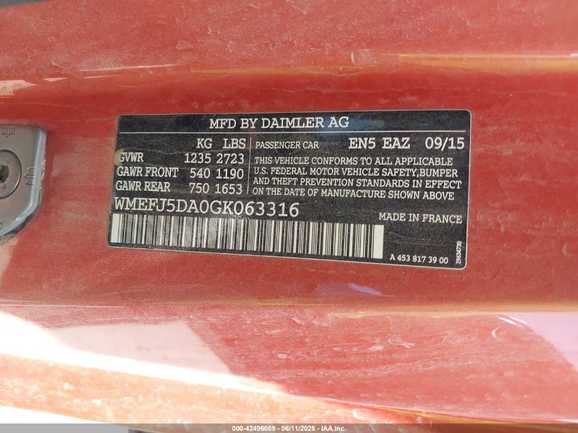 MFD BY DAIMLER AG
KG LBS PASSENGER CAR EN5 EAZ 09/15
GVWR 1235 2723 THIS VEHICLE CONFORMS TO ALL APPLICABLE
GAWR FRONT 540 1190 U.S. FEDERAL MOTOR VEHICLE SAFETY,BUMPER
GAWR REAR 750 1653 AND THEFT PREVENTION STANDARDS IN EFFECT ON THE DATE OF MANUFACTURE SHOWN ABOVE.
WMEFJ5DA0GK063316 MADE IN FRANCE
A 453 817 39 00